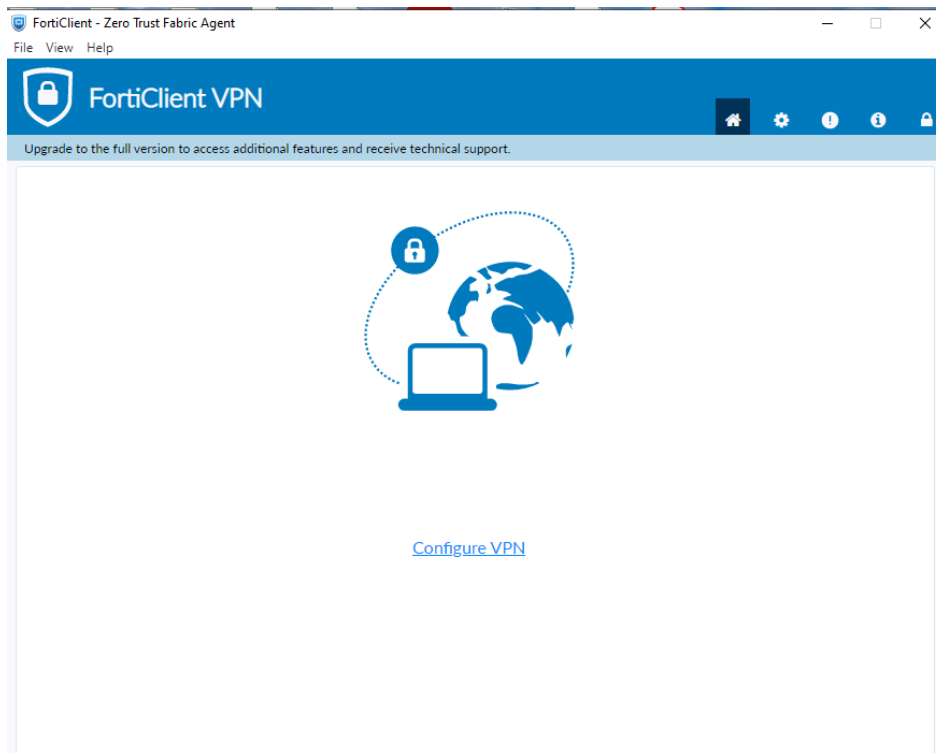 FortiClient - Zero Trust Fabric Agent
File View Help
FortiClient VPN
Upgrade to the full version to access additional features and receive technical support.
Configure VPN